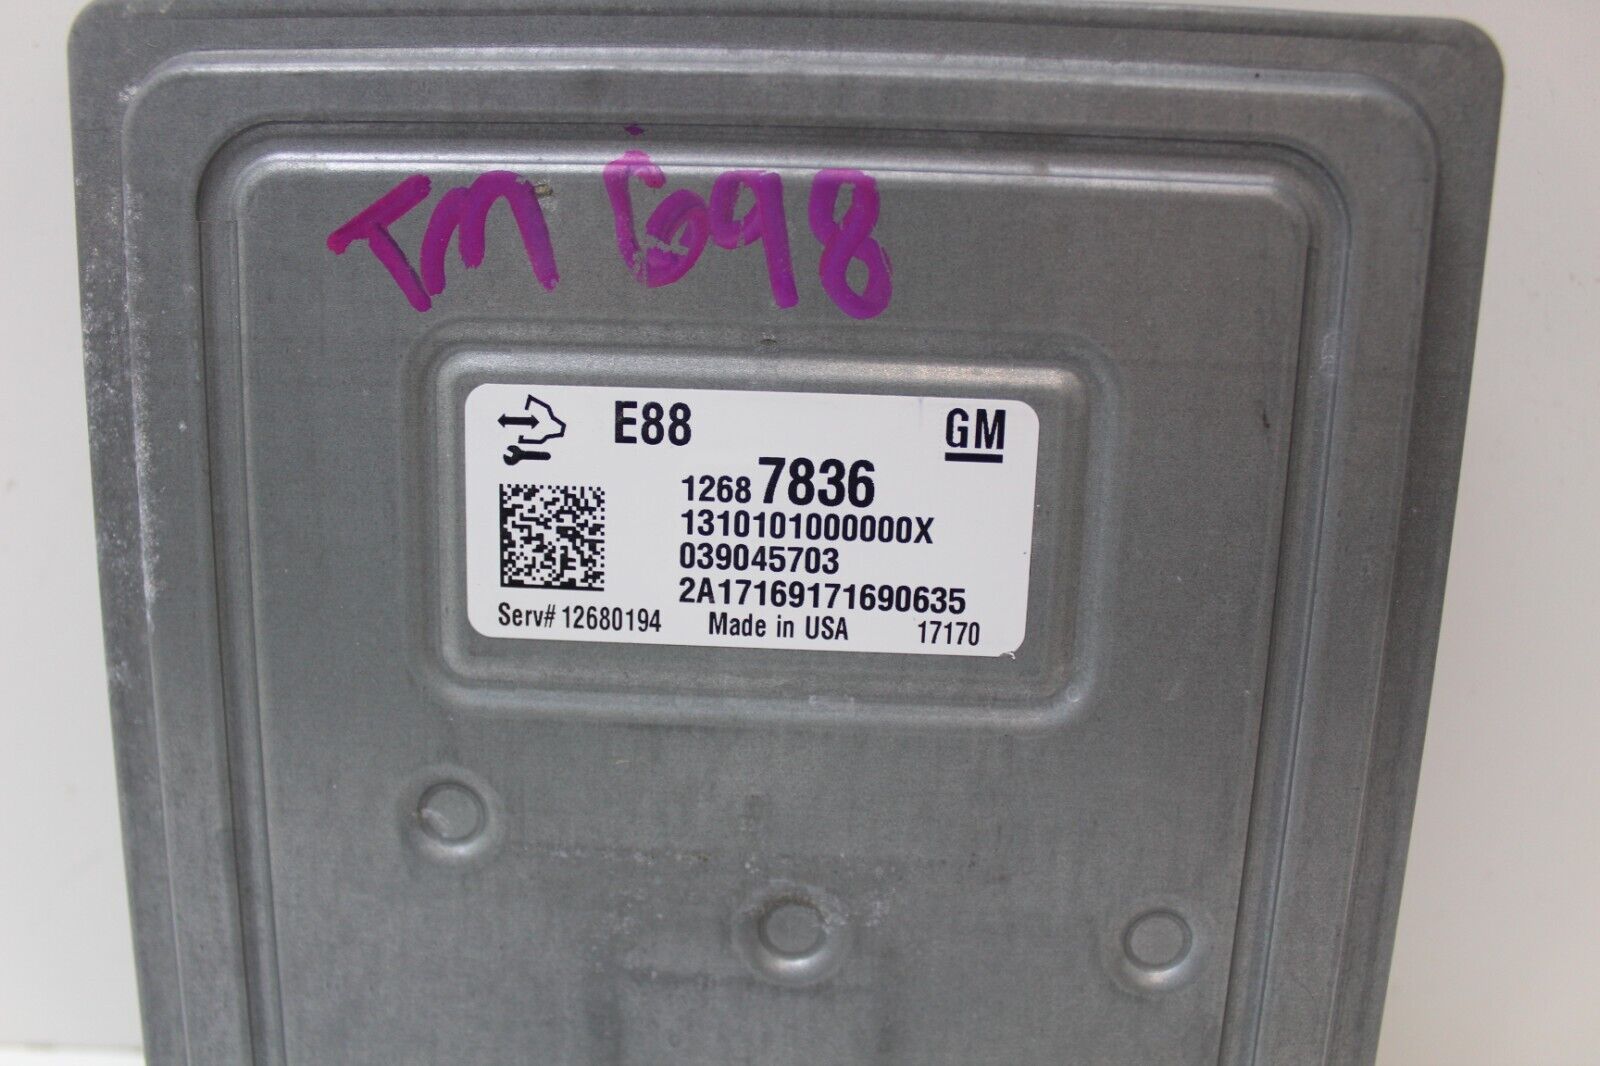 TM 698
E88 GM
1268 7836
1310101000000X
039045703
2A17169171690635
Serv# 12680194 Made in USA 17170